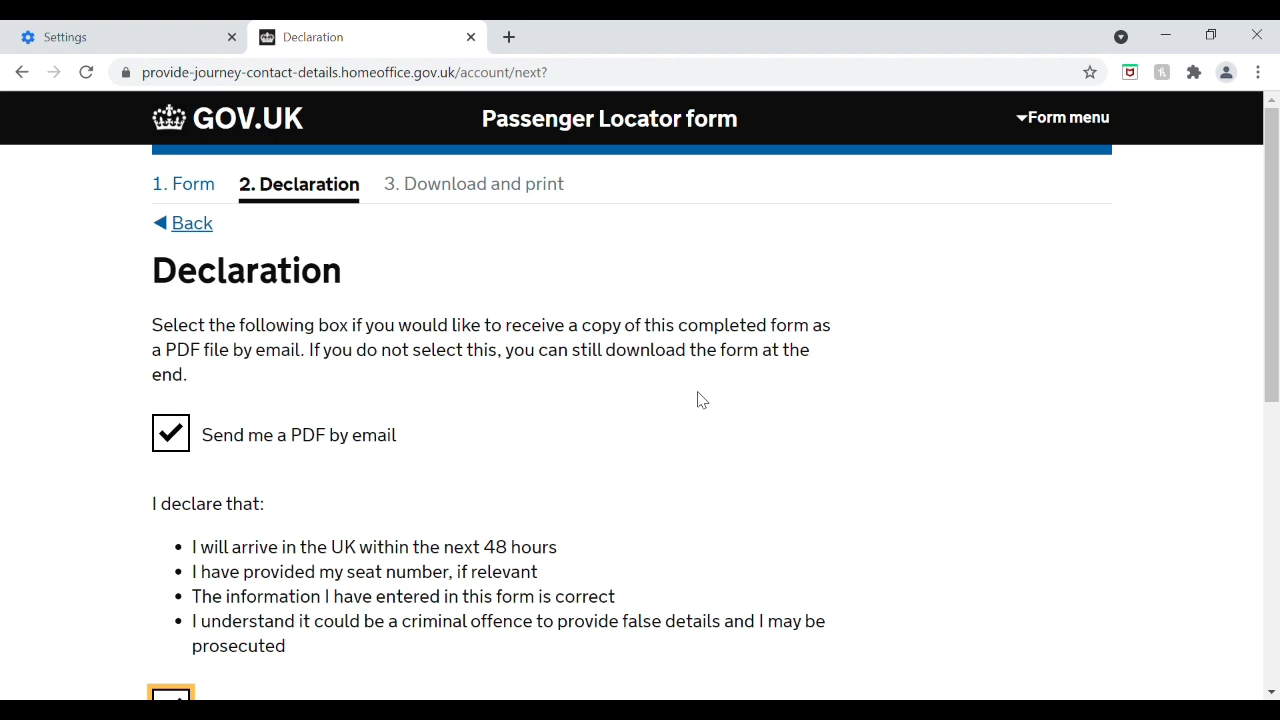 Settings
Declaration
provide-journey-contact-details.homeoffice.gov.uk/account/next?
GOV.UK
Passenger Locator form
Form menu
1. Form
2. Declaration
3. Download and print
Back
Declaration
Select the following box if you would like to receive a copy of this completed form as
a PDF file by email. If you do not select this, you can still download the form at the
end.
Send me a PDF by email
I declare that:
• I will arrive in the UK within the next 48 hours
• I have provided my seat number, if relevant
• The information I have entered in this form is correct
• I understand it could be a criminal offence to provide false details and I may be
prosecuted